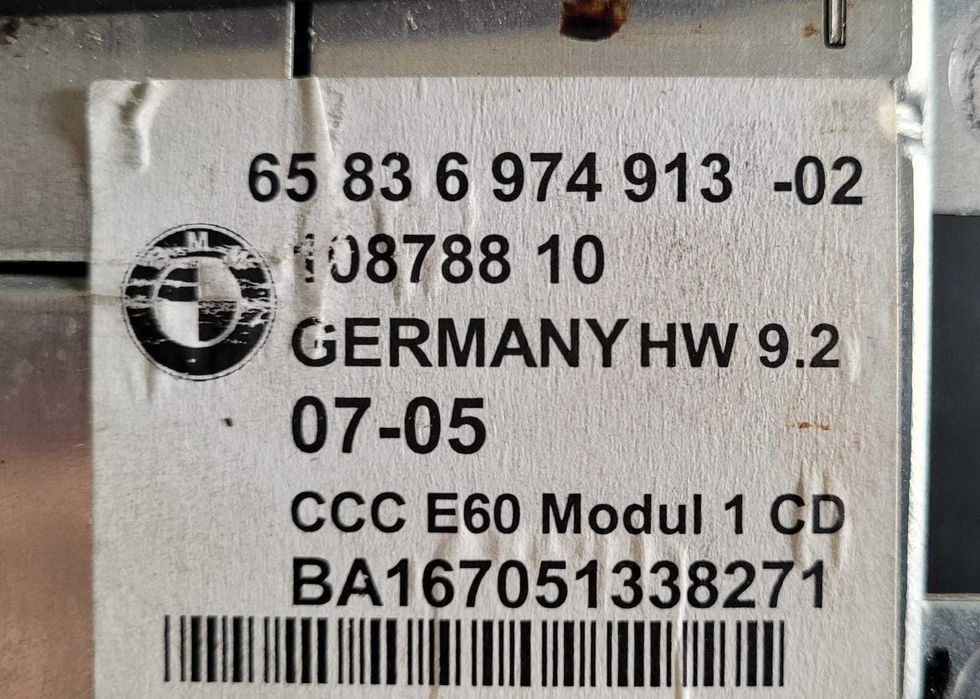 65 83 6 974 913 -02
108788 10
GERMANY HW 9.2
07-05
CCC E60 Modul 1 CD
BA167051338271